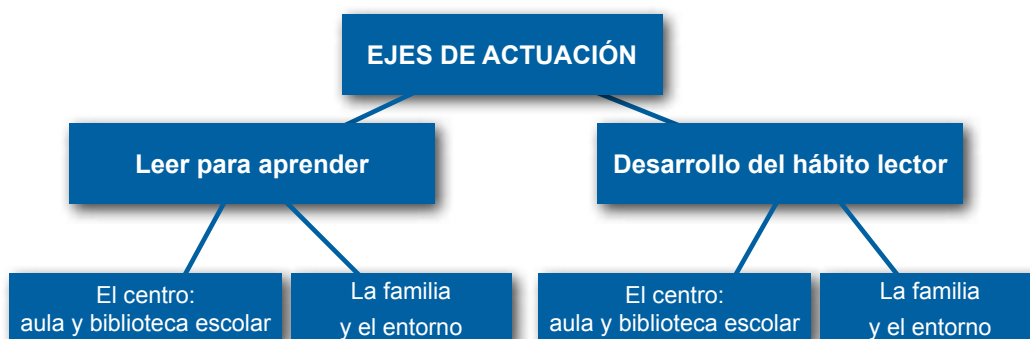 EJES DE ACTUACIÓN
Leer para aprender
Desarrollo del hábito lector
El centro:
aula y biblioteca escolar
La familia
y el entorno
El centro:
aula y biblioteca escolar
La familia
y el entorno